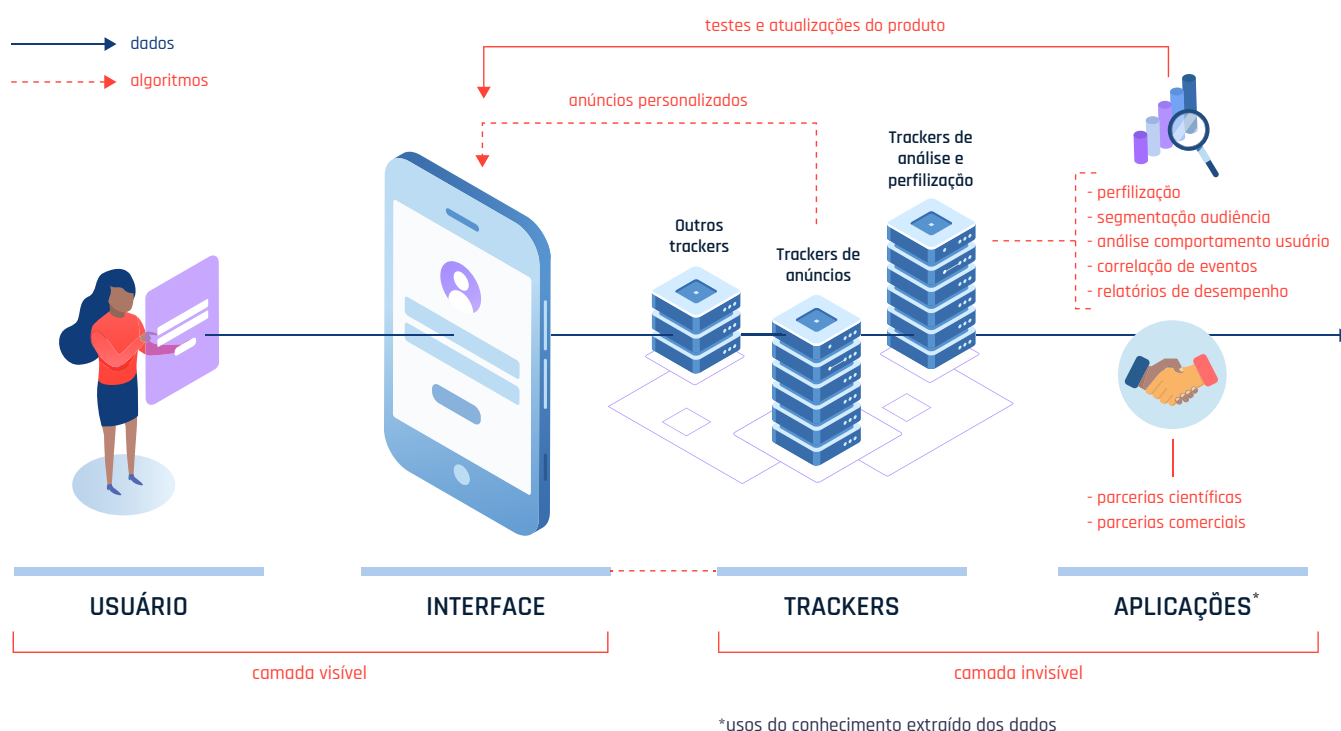 testes e atualizações do produto
dados
algoritmos
anúncios personalizados
Trackers de
análise e
perfilização
Outros
trackers
Trackers de
anúncios
- perfilização
- segmentação audiência
- análise comportamento usuário
- correlação de eventos
- relatórios de desempenho
- parcerias científicas
- parcerias comerciais
USUÁRIO
INTERFACE
TRACKERS
APLICAÇÕES*
camada visível
camada invisível
*usos do conhecimento extraído dos dados